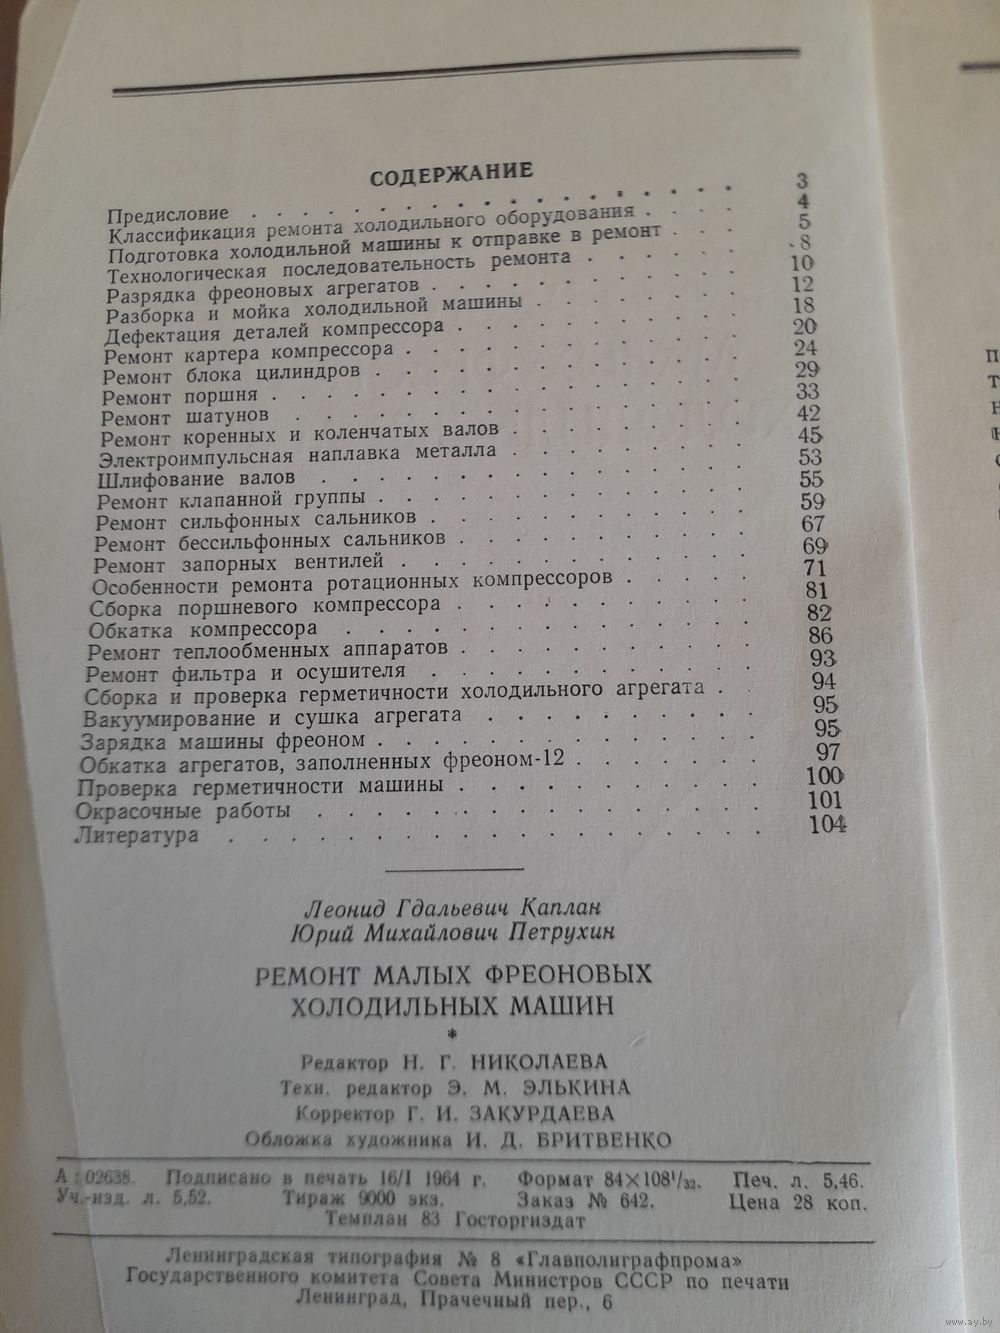 СОДЕРЖАНИЕ
Предисловие . . . . . . . . . . . . . . . . . 3
Классификация ремонта холодильного оборудования . . . . 4
Подготовка холодильной машины к отправке в ремонт . . . 5
Технологическая последовательность ремонта . . . . . . 8
Разрядка фреоновых агрегатов . . . . . . . . . . . 10
Разборка и мойка холодильной машины . . . . . . . . 12
Дефектация деталей компрессора . . . . . . . . . . 18
Ремонт картера компрессора . . . . . . . . . . . . 20
Ремонт блока цилиндров . . . . . . . . . . . . . 24
Ремонт поршня . . . . . . . . . . . . . . . . 29
Ремонт шатунов . . . . . . . . . . . . . . . . 33
Ремонт коренных и коленчатых валов . . . . . . . . 42
Электроимпульсная наплавка металла . . . . . . . . 45
Шлифование валов . . . . . . . . . . . . . . . 53
Ремонт клапанной группы . . . . . . . . . . . . . 55
Ремонт сильфонных сальников . . . . . . . . . . . 59
Ремонт бессильфонных сальников . . . . . . . . . . 67
Ремонт запорных вентилей . . . . . . . . . . . . 69
Особенности ремонта ротационных компрессоров . . . . . 71
Сборка поршневого компрессора . . . . . . . . . . 81
Обкатка компрессора . . . . . . . . . . . . . . 82
Ремонт теплообменных аппаратов . . . . . . . . . . 86
Ремонт фильтра и осушителя . . . . . . . . . . . 93
Сборка и проверка герметичности холодильного агрегата . . 94
Вакуумирование и сушка агрегата . . . . . . . . . 95
Зарядка машины фреоном . . . . . . . . . . . . . 95
Обкатка агрегатов, заполненных фреоном-12 . . . . . . 97
Проверка герметичности машины . . . . . . . . . . 100
Окрасочные работы . . . . . . . . . . . . . . . 101
Литература . . . . . . . . . . . . . . . . . . 104
Леонид Гдальевич Каплан
Юрий Михайлович Петрухин
РЕМОНТ МАЛЫХ ФРЕОНОВЫХ
ХОЛОДИЛЬНЫХ МАШИН
*
Редактор Н. Г. НИКОЛАЕВА
Техн. редактор Э. М. ЭЛЬКИНА
Корректор Г. И. ЗАКУРДАЕВА
Обложка художника И. Д. БРИТВЕНКО
А : 02638. Подписано в печать 16/I 1964 г. Формат 84×108¹/₃₂. Печ. л. 5,46.
Уч.-изд. л. 5,52. Тираж 9000 экз. Заказ № 642. Цена 28 коп.
Темплан 83 Госторгиздат
Ленинградская типография № 8 «Главполиграфпрома»
Государственного комитета Совета Министров СССР по печати
Ленинград, Прачечный пер., 6
www.ay.by